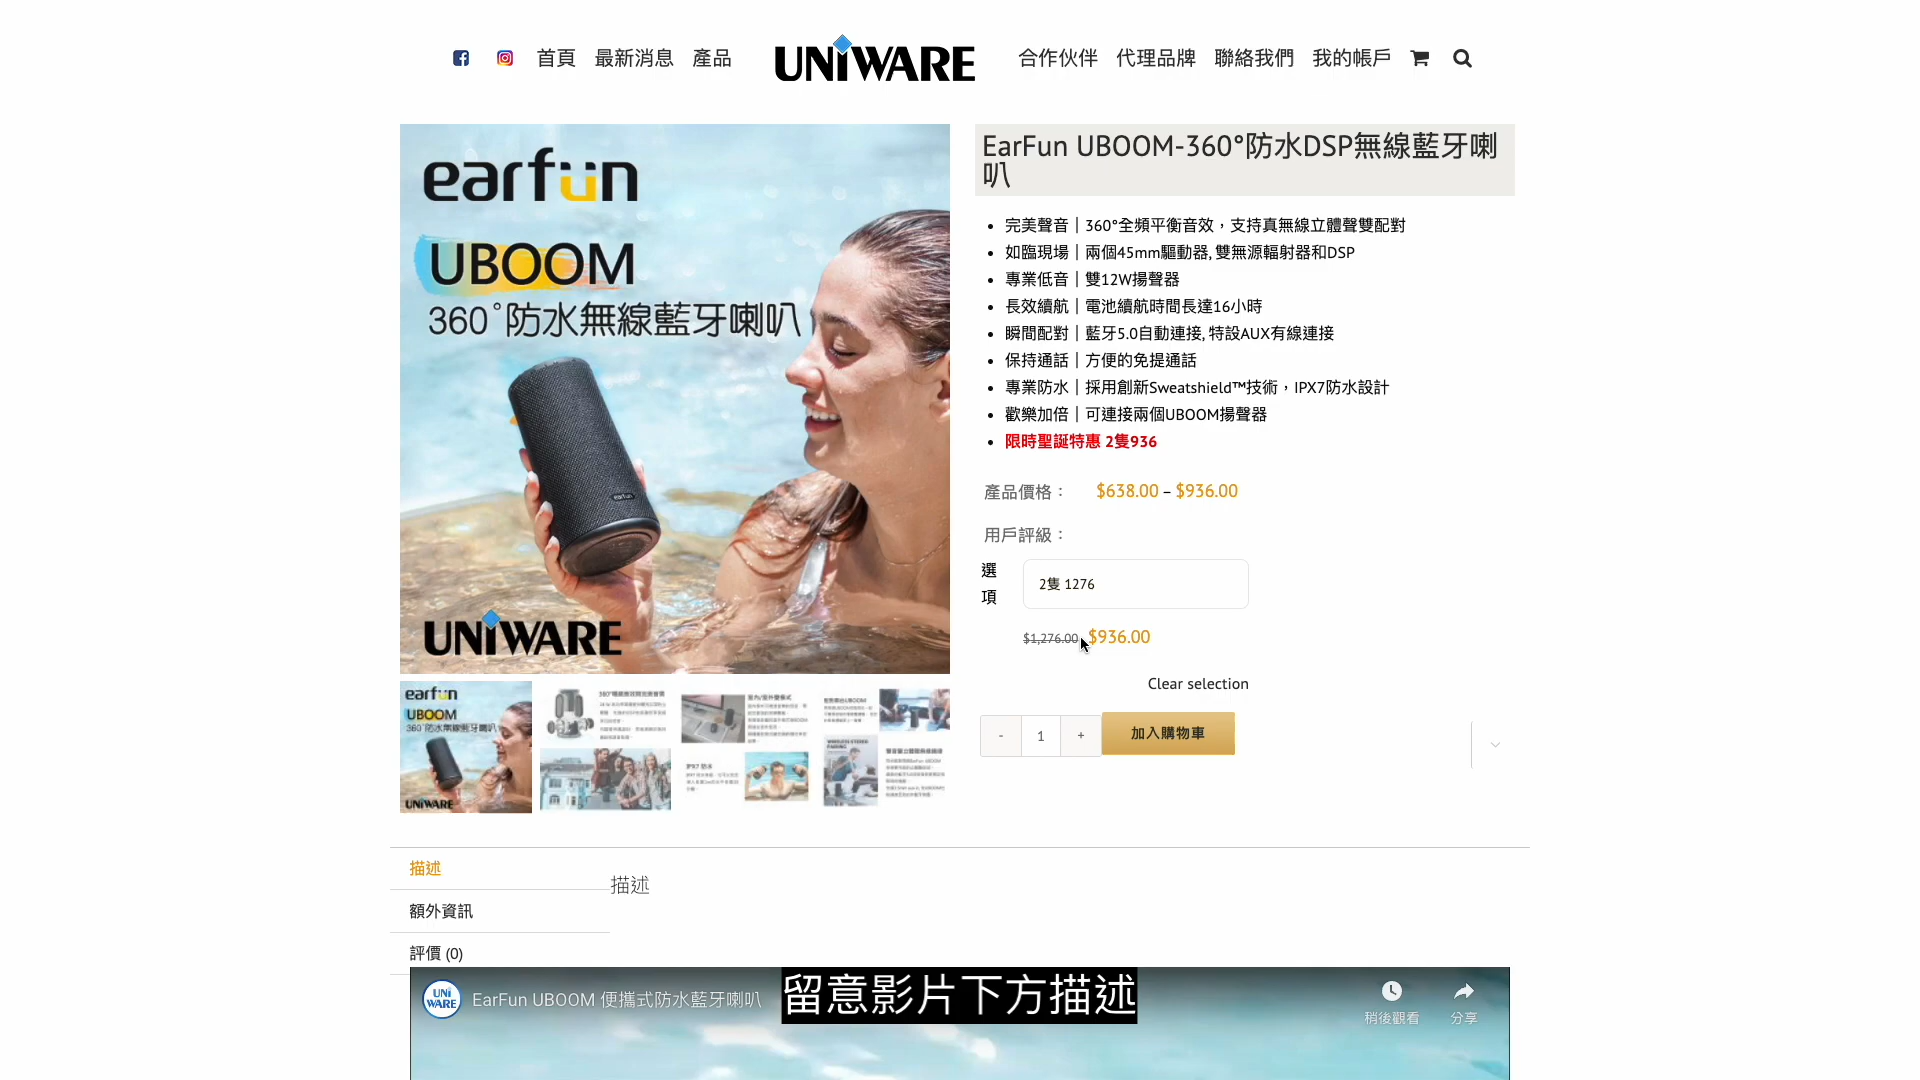 首頁 最新消息 產品 UNIWARE 合作伙伴 代理品牌 聯絡我們 我的帳戶
earfun
UBOOM
360°防水無線藍牙喇叭
earfun
UNIWARE
EarFun UBOOM-360°防水DSP無線藍牙喇
叭
完美聲音｜360°全頻平衡音效，支持真無線立體聲雙配對
如臨現場｜兩個45mm驅動器, 雙無源輻射器和DSP
專業低音｜雙12W揚聲器
長效續航｜電池續航時間長達16小時
瞬間配對｜藍牙5.0自動連接, 特設AUX有線連接
保持通話｜方便的免提通話
專業防水｜採用創新Sweatshield™技術，IPX7防水設計
歡樂加倍｜可連接兩個UBOOM揚聲器
限時聖誕特惠 2隻936
產品價格： $638.00 – $936.00
用戶評級：
選
項
2隻 1276
$1,276.00 $936.00
Clear selection
- 1 + 加入購物車
earfun
UBOOM
360°防水無線藍牙喇叭
UNIWARE
IPX7 防水
描述
額外資訊
評價 (0)
描述
UNI
WARE
EarFun UBOOM 便攜式防水藍牙喇叭
留意影片下方描述
稍後觀看
分享